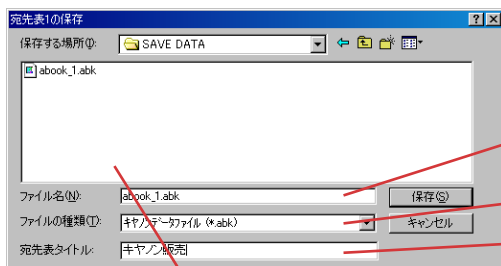 宛先表1の保存
保存する場所(I):
SAVE DATA
abook_1.abk
ファイル名(N):
abook_1.abk
保存(S)
ファイルの種類(T):
キヤノンデータファイル (*.abk)
キャンセル
宛先表タイトル:
キヤノン販売